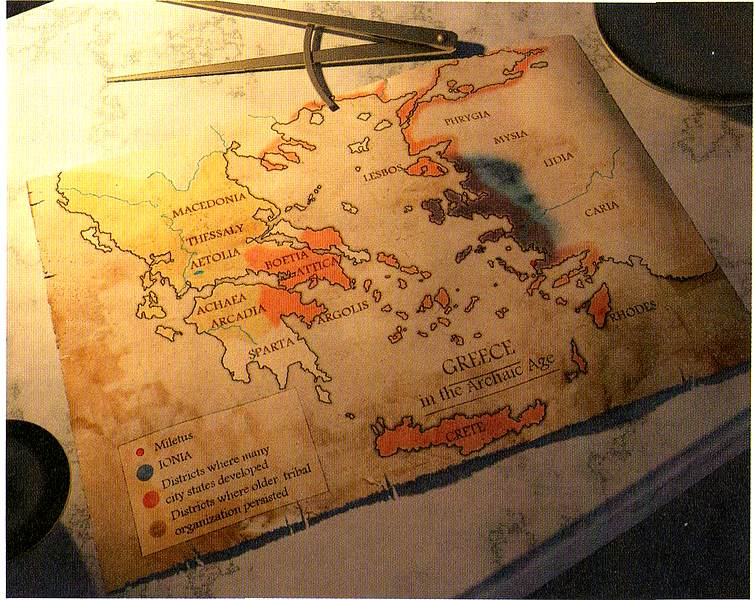 PHRYGIA
MYSIA
LIDIA
CARIA
LESBOS
MACEDONIA
THESSALY
AETOLIA
BOETIA
ATTICA
ACHAEA
ARCADIA
ARGOLIS
SPARTA
RHODES
GREECE
in the Archaic Age
CRETE
Miletus
IONIA
Districts where many
city states developed
Districts where older tribal
organization persisted